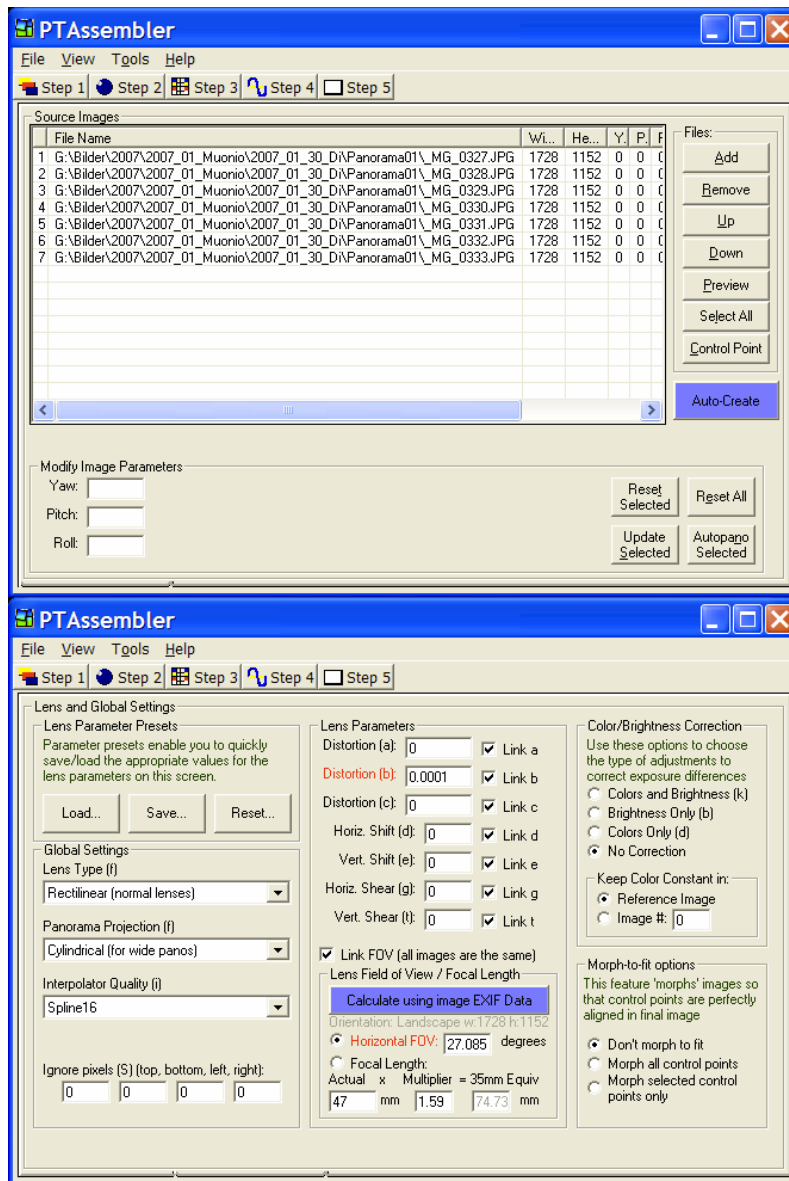 PTAssembler
File View Tools Help
Step 1 Step 2 Step 3 Step 4 Step 5
Source Images
File Name Wi... He... Y. P. F
1 G:\Bilder\2007\2007_01_Muonio\2007_01_30_Di\Panorama01\_MG_0327.JPG 1728 1152 0 0
2 G:\Bilder\2007\2007_01_Muonio\2007_01_30_Di\Panorama01\_MG_0328.JPG 1728 1152 0 0
3 G:\Bilder\2007\2007_01_Muonio\2007_01_30_Di\Panorama01\_MG_0329.JPG 1728 1152 0 0
4 G:\Bilder\2007\2007_01_Muonio\2007_01_30_Di\Panorama01\_MG_0330.JPG 1728 1152 0 0
5 G:\Bilder\2007\2007_01_Muonio\2007_01_30_Di\Panorama01\_MG_0331.JPG 1728 1152 0 0
6 G:\Bilder\2007\2007_01_Muonio\2007_01_30_Di\Panorama01\_MG_0332.JPG 1728 1152 0 0
7 G:\Bilder\2007\2007_01_Muonio\2007_01_30_Di\Panorama01\_MG_0333.JPG 1728 1152 0 0
Files:
Add
Remove
Up
Down
Preview
Select All
Control Point
Auto-Create
Modify Image Parameters
Yaw:
Pitch:
Roll:
Reset
Selected
Reset All
Update
Selected
Autopano
Selected
PTAssembler
File View Tools Help
Step 1 Step 2 Step 3 Step 4 Step 5
Lens and Global Settings
Lens Parameter Presets
Parameter presets enable you to quickly
save/load the appropriate values for the
lens parameters on this screen.
Load... Save... Reset...
Global Settings
Lens Type (f)
Rectilinear (normal lenses)
Panorama Projection (f)
Cylindrical (for wide panos)
Interpolator Quality (i)
Spline16
Ignore pixels (S) (top, bottom, left, right):
0 0 0 0
Lens Parameters
Distortion (a): 0 Link a
Distortion (b): 0.0001 Link b
Distortion (c): 0 Link c
Horiz. Shift (d): 0 Link d
Vert. Shift (e): 0 Link e
Horiz. Shear (g): 0 Link g
Vert. Shear (t): 0 Link t
Link FOV (all images are the same)
Lens Field of View / Focal Length
Calculate using image EXIF Data
Orientation: Landscape w:1728 h:1152
Horizontal FOV: 27.085 degrees
Focal Length:
Actual x Multiplier = 35mm Equiv
47 mm 1.59 74.73 mm
Color/Brightness Correction
Use these options to choose
the type of adjustments to
correct exposure differences
Colors and Brightness (k)
Brightness Only (b)
Colors Only (d)
No Correction
Keep Color Constant in:
Reference Image
Image #: 0
Morph-to-fit options
This feature 'morphs' images so
that control points are perfectly
aligned in final image
Don't morph to fit
Morph all control points
Morph selected control
points only